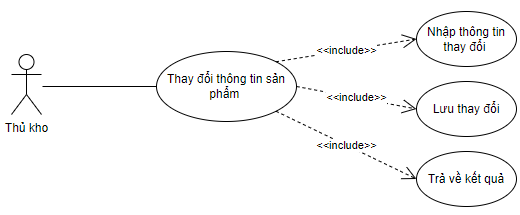 Nhập thông tin
thay đổi
<<include>>
Thay đổi thông tin sản
phẩm
<<include>>
Lưu thay đổi
Thủ kho
<<include>>
Trả về kết quả